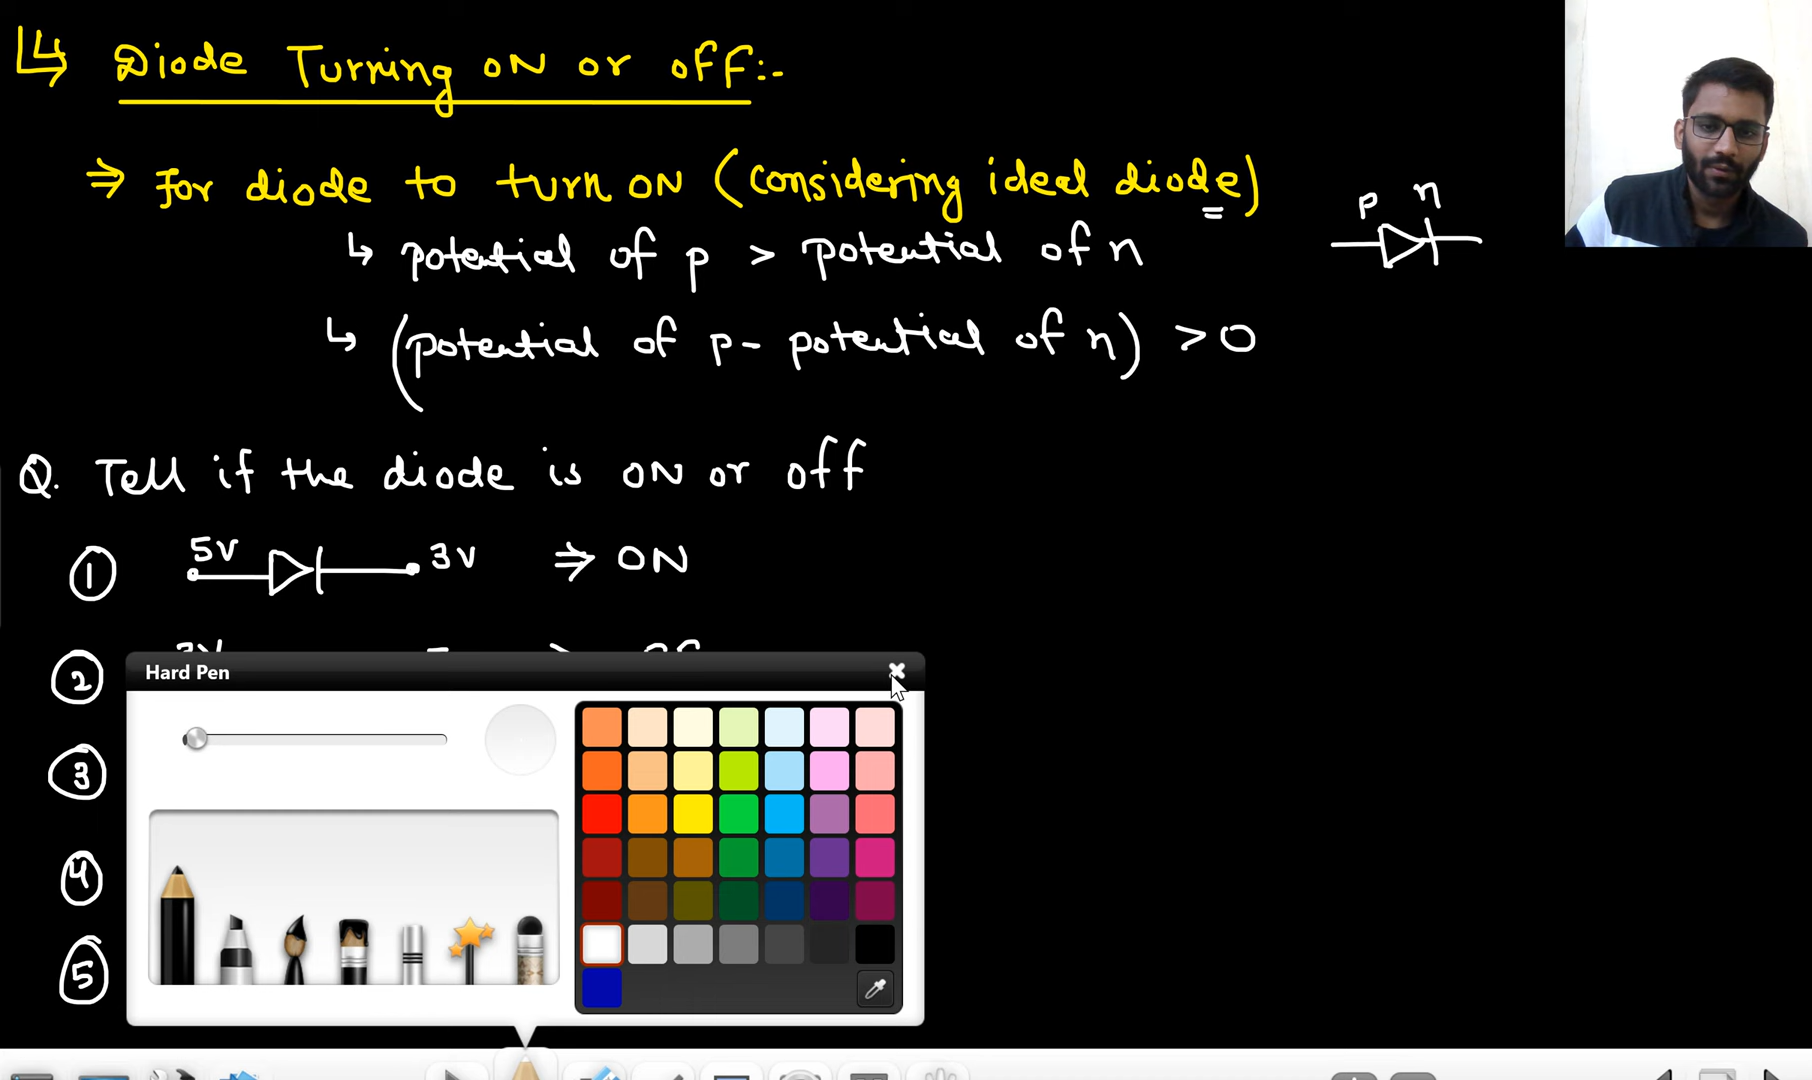 L4 Diode Turning ON or off:-
⇒ for diode to turn ON (considering ideal diode)
↳ potential of p > potential of n
p n
↳ (potential of p - potential of n) > 0
Q. Tell if the diode is ON or off
① 5V 3V ⇒ ON
②
Hard Pen
③
④
⑤